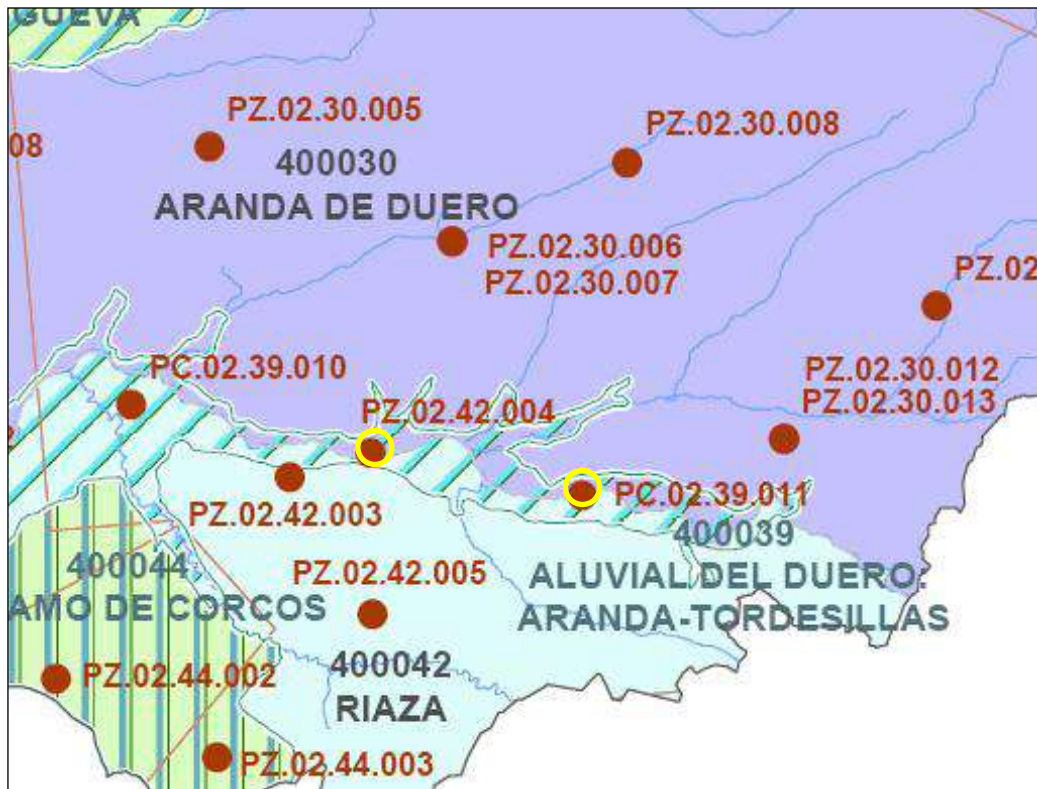 GUEVA
PZ.02.30.005
PZ.02.30.008
08
400030
ARANDA DE DUERO
PZ.02.30.006
PZ.02.30.007
PZ.02
PC.02.39.010
PZ.02.30.012
PZ.02.30.013
PZ.02.42.004
PZ.02.42.003
PC.02.39.011
400039
ALUVIAL DEL DUERO:
ARANDA-TORDESILLAS
400044
AMO DE CORCOS
PZ.02.42.005
PZ.02.44.002
400042
RIAZA
PZ.02.44.003